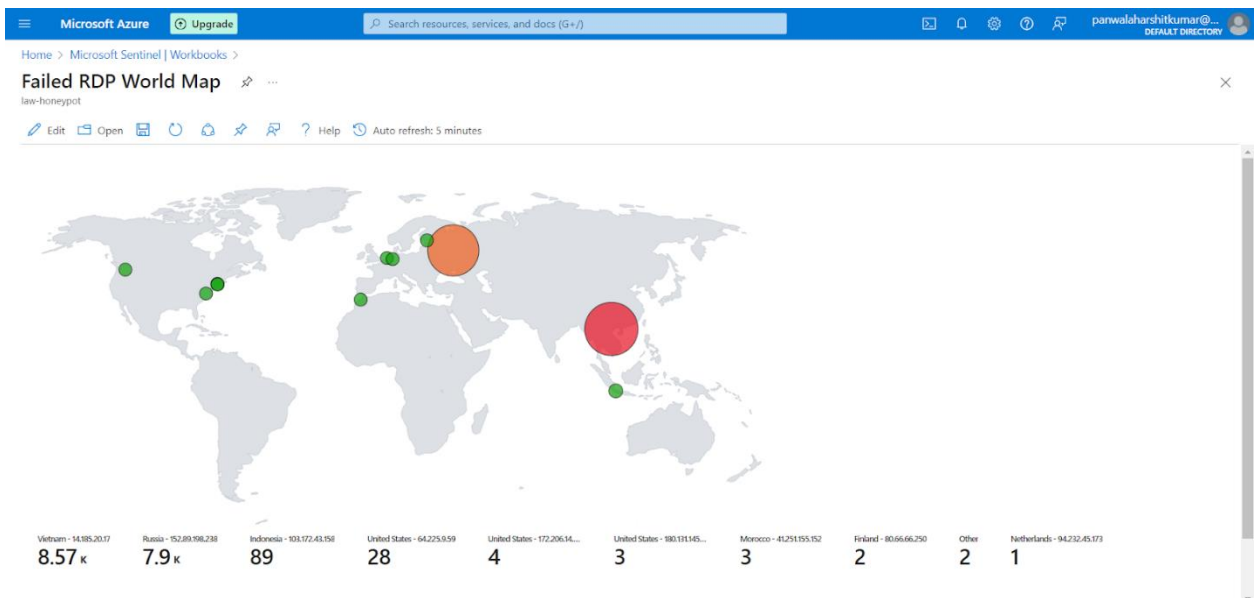 Microsoft Azure Upgrade Search resources, services, and docs (G+/) panwalaharshitkumar@...
DEFAULT DIRECTORY
Home > Microsoft Sentinel | Workbooks >
Failed RDP World Map ...
law-honeypot
Edit Open Help Auto refresh: 5 minutes
Vietnam - 14.185.20.17 Russia - 152.89.198.238 Indonesia - 103.172.43.158 United States - 64.225.9.59 United States - 172.206.14.... United States - 180.131.145... Morocco - 41.251.155.152 Finland - 80.66.66.250 Other Netherlands - 94.232.45.173
8.57 K 7.9 K 89 28 4 3 3 2 2 1